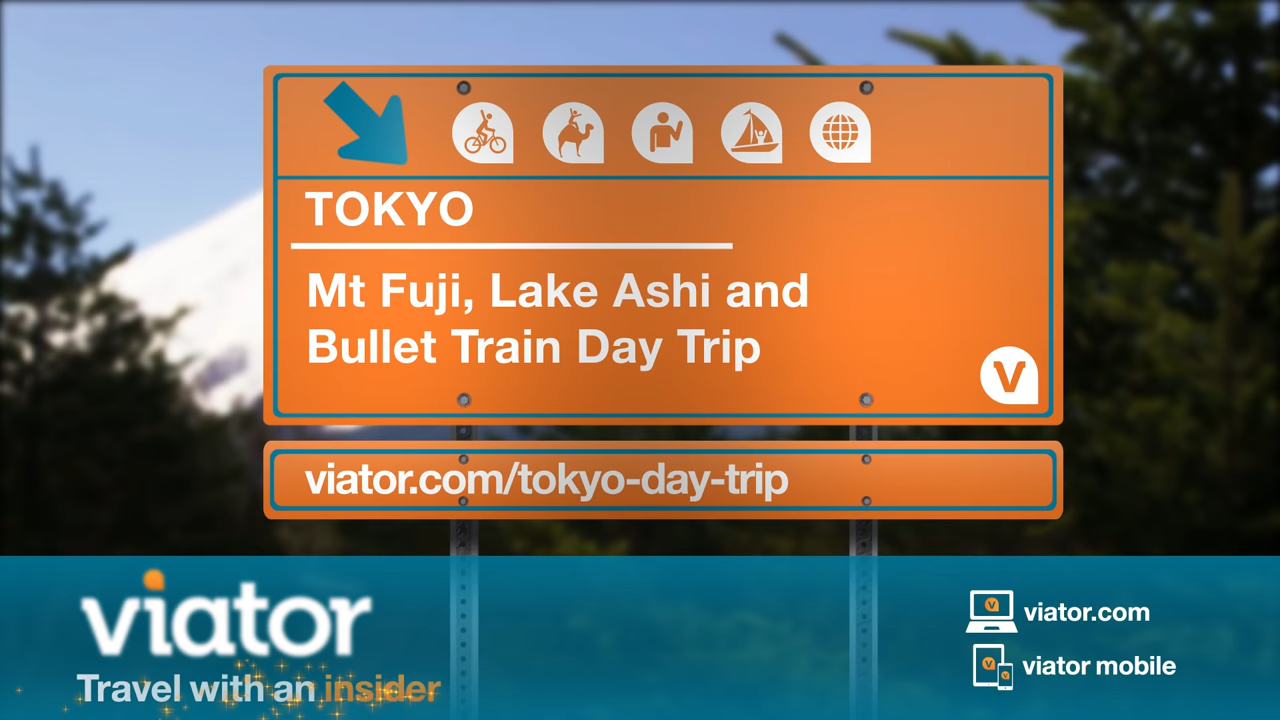 TOKYO
Mt Fuji, Lake Ashi and
Bullet Train Day Trip
V
viator.com/tokyo-day-trip
viator
Travel with an insider
viator.com
viator mobile